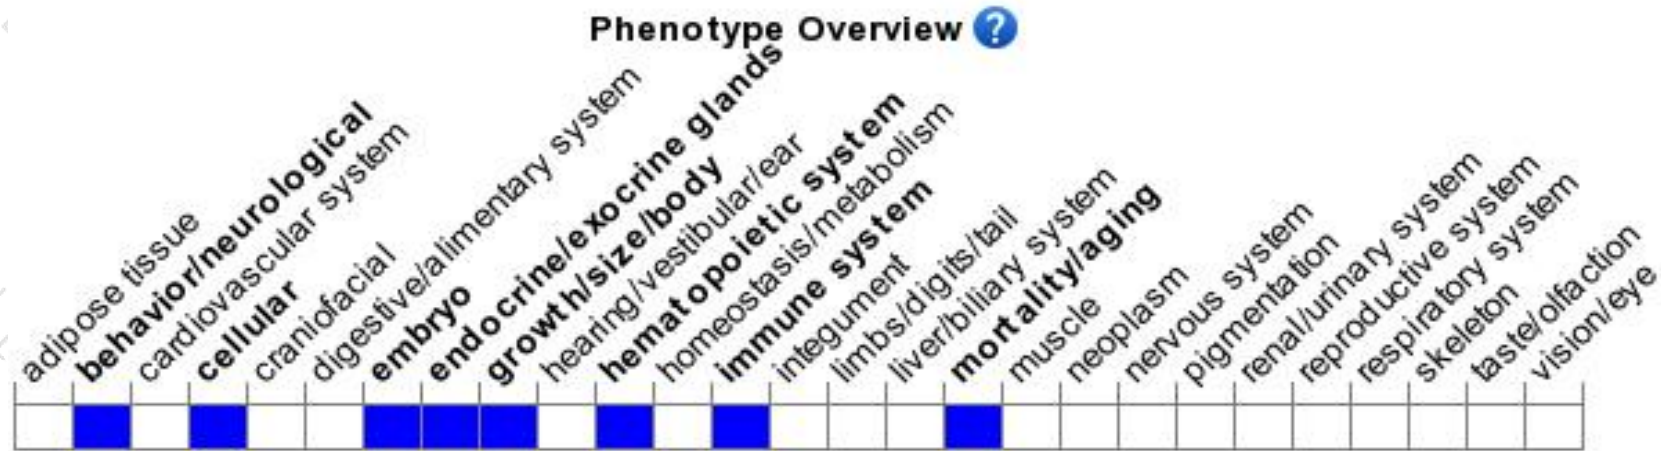 Phenotype Overview ?
adipose tissue
behavior/neurological
cardiovascular system
cellular
craniofacial
digestive/alimentary system
embryo
endocrine/exocrine glands
growth/size/body
hearing/vestibular/ear
hematopoietic system
homeostasis/metabolism
immune system
integument
limbs/digits/tail
liver/biliary system
mortality/aging
muscle
neoplasm
nervous system
pigmentation
renal/urinary system
reproductive system
respiratory system
skeleton
taste/olfaction
vision/eye